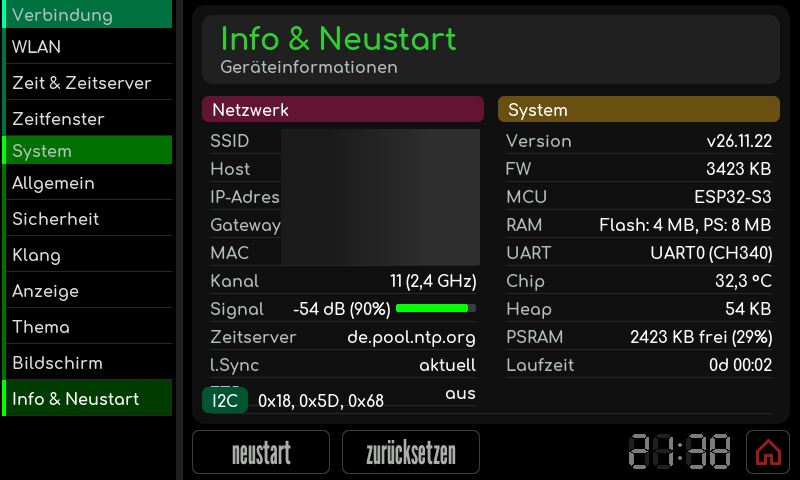 Verbindung
WLAN
Zeit & Zeitserver
Zeitfenster
System
Allgemein
Sicherheit
Klang
Anzeige
Thema
Bildschirm
Info & Neustart
Info & Neustart
Geräteinformationen
Netzwerk
SSID
Host
IP-Adres
Gateway
MAC
Kanal 11 (2,4 GHz)
Signal -54 dB (90%)
Zeitserver de.pool.ntp.org
l.Sync aktuell
aus
I2C 0x18, 0x5D, 0x68
System
Version v26.11.22
FW 3423 KB
MCU ESP32-S3
RAM Flash: 4 MB, PS: 8 MB
UART UART0 (CH340)
Chip 32,3 °C
Heap 54 KB
PSRAM 2423 KB frei (29%)
Laufzeit 0d 00:02
neustart
zurücksetzen
21:38